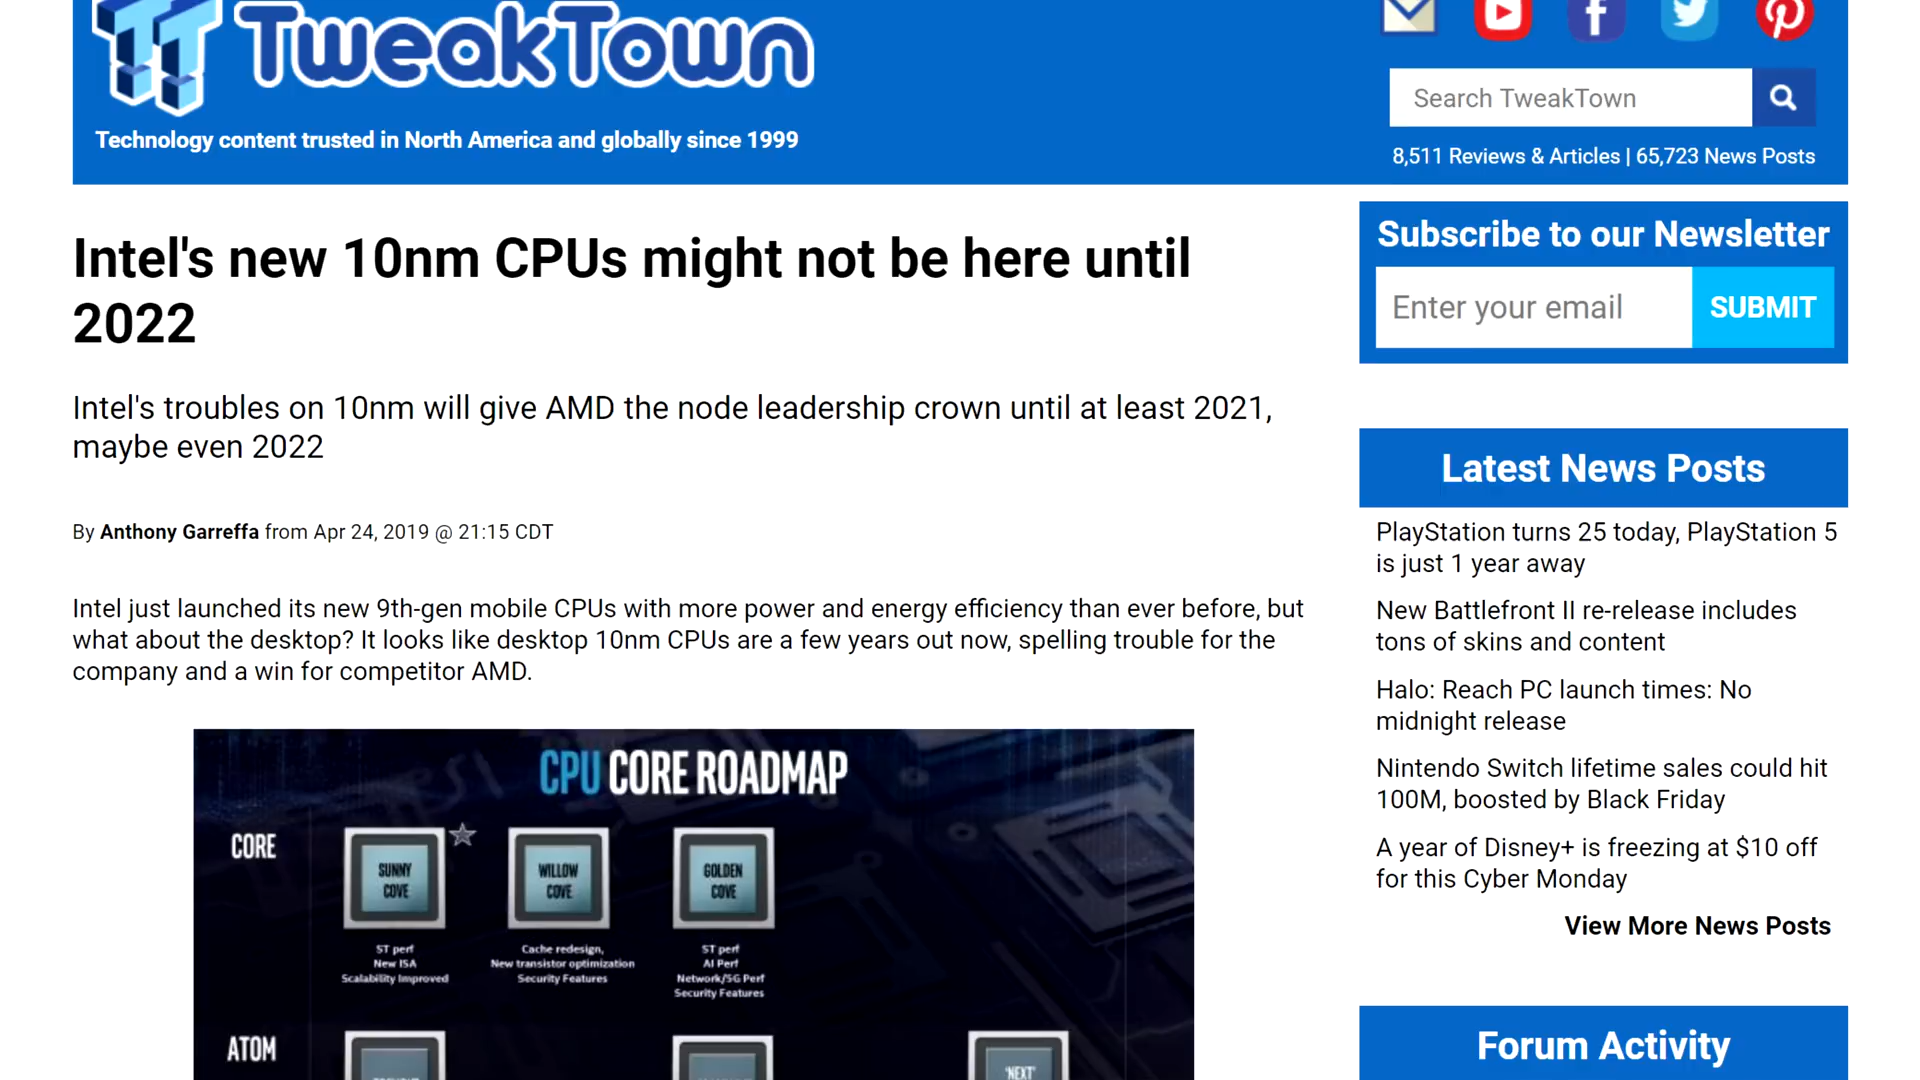 TweakTown
Technology content trusted in North America and globally since 1999
Search TweakTown
8,511 Reviews & Articles | 65,723 News Posts
Intel's new 10nm CPUs might not be here until
2022
Intel's troubles on 10nm will give AMD the node leadership crown until at least 2021,
maybe even 2022
By Anthony Garreffa from Apr 24, 2019 @ 21:15 CDT
Intel just launched its new 9th-gen mobile CPUs with more power and energy efficiency than ever before, but
what about the desktop? It looks like desktop 10nm CPUs are a few years out now, spelling trouble for the
company and a win for competitor AMD.
CPU CORE ROADMAP
CORE
SUNNY
COVE
WILLOW
COVE
GOLDEN
COVE
ST perf
New ISA
Scalability Improved
Cache redesign,
New transistor optimization
Security Features
ST perf
AI Perf
Network/5G Perf
Security Features
ATOM
'NEXT'
Subscribe to our Newsletter
Enter your email
SUBMIT
Latest News Posts
PlayStation turns 25 today, PlayStation 5
is just 1 year away
New Battlefront II re-release includes
tons of skins and content
Halo: Reach PC launch times: No
midnight release
Nintendo Switch lifetime sales could hit
100M, boosted by Black Friday
A year of Disney+ is freezing at $10 off
for this Cyber Monday
View More News Posts
Forum Activity